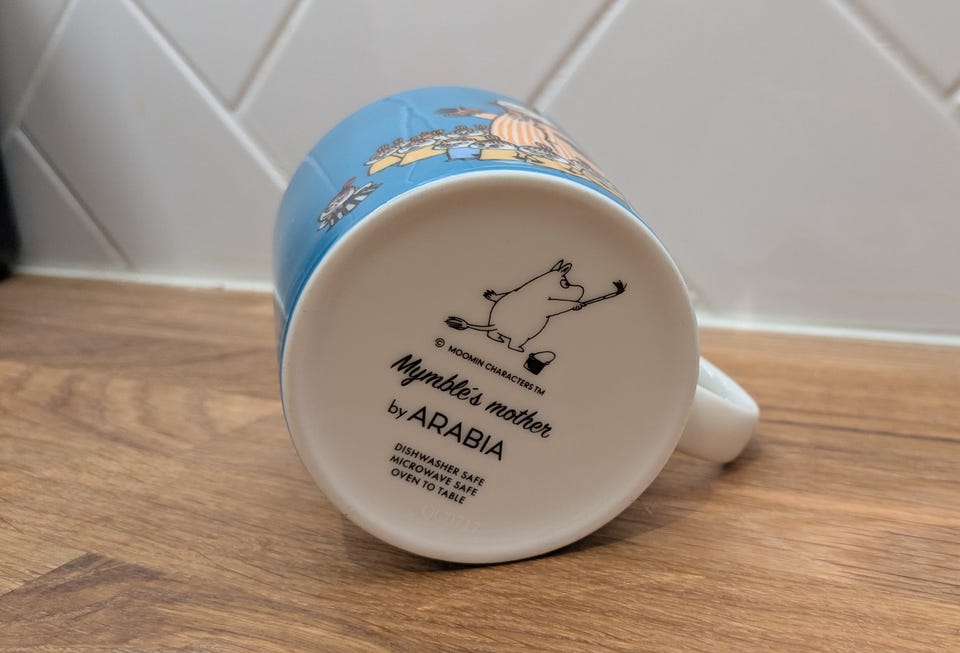 © MOOMIN CHARACTERS™
Mymble's mother
by ARABIA
DISHWASHER SAFE
MICROWAVE SAFE
OVEN TO TABLE